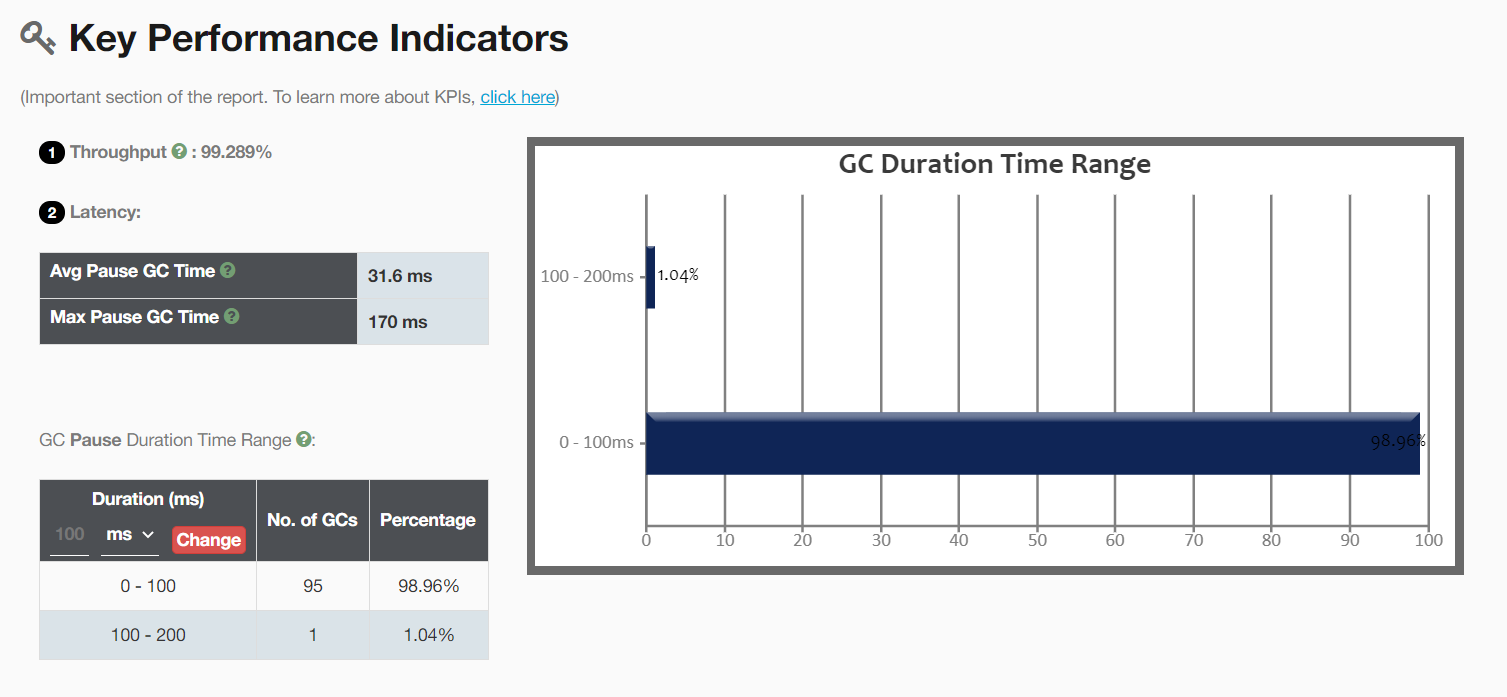 Key Performance Indicators
(Important section of the report. To learn more about KPIs, click here)
1 Throughput ? : 99.289%
2 Latency:
Avg Pause GC Time ? 31.6 ms
Max Pause GC Time ? 170 ms
GC Pause Duration Time Range ?:
Duration (ms)
100 ms Change
No. of GCs
Percentage
0 - 100 95 98.96%
100 - 200 1 1.04%
GC Duration Time Range
100 - 200ms 1.04%
0 - 100ms 98.96%
0 10 20 30 40 50 60 70 80 90 100